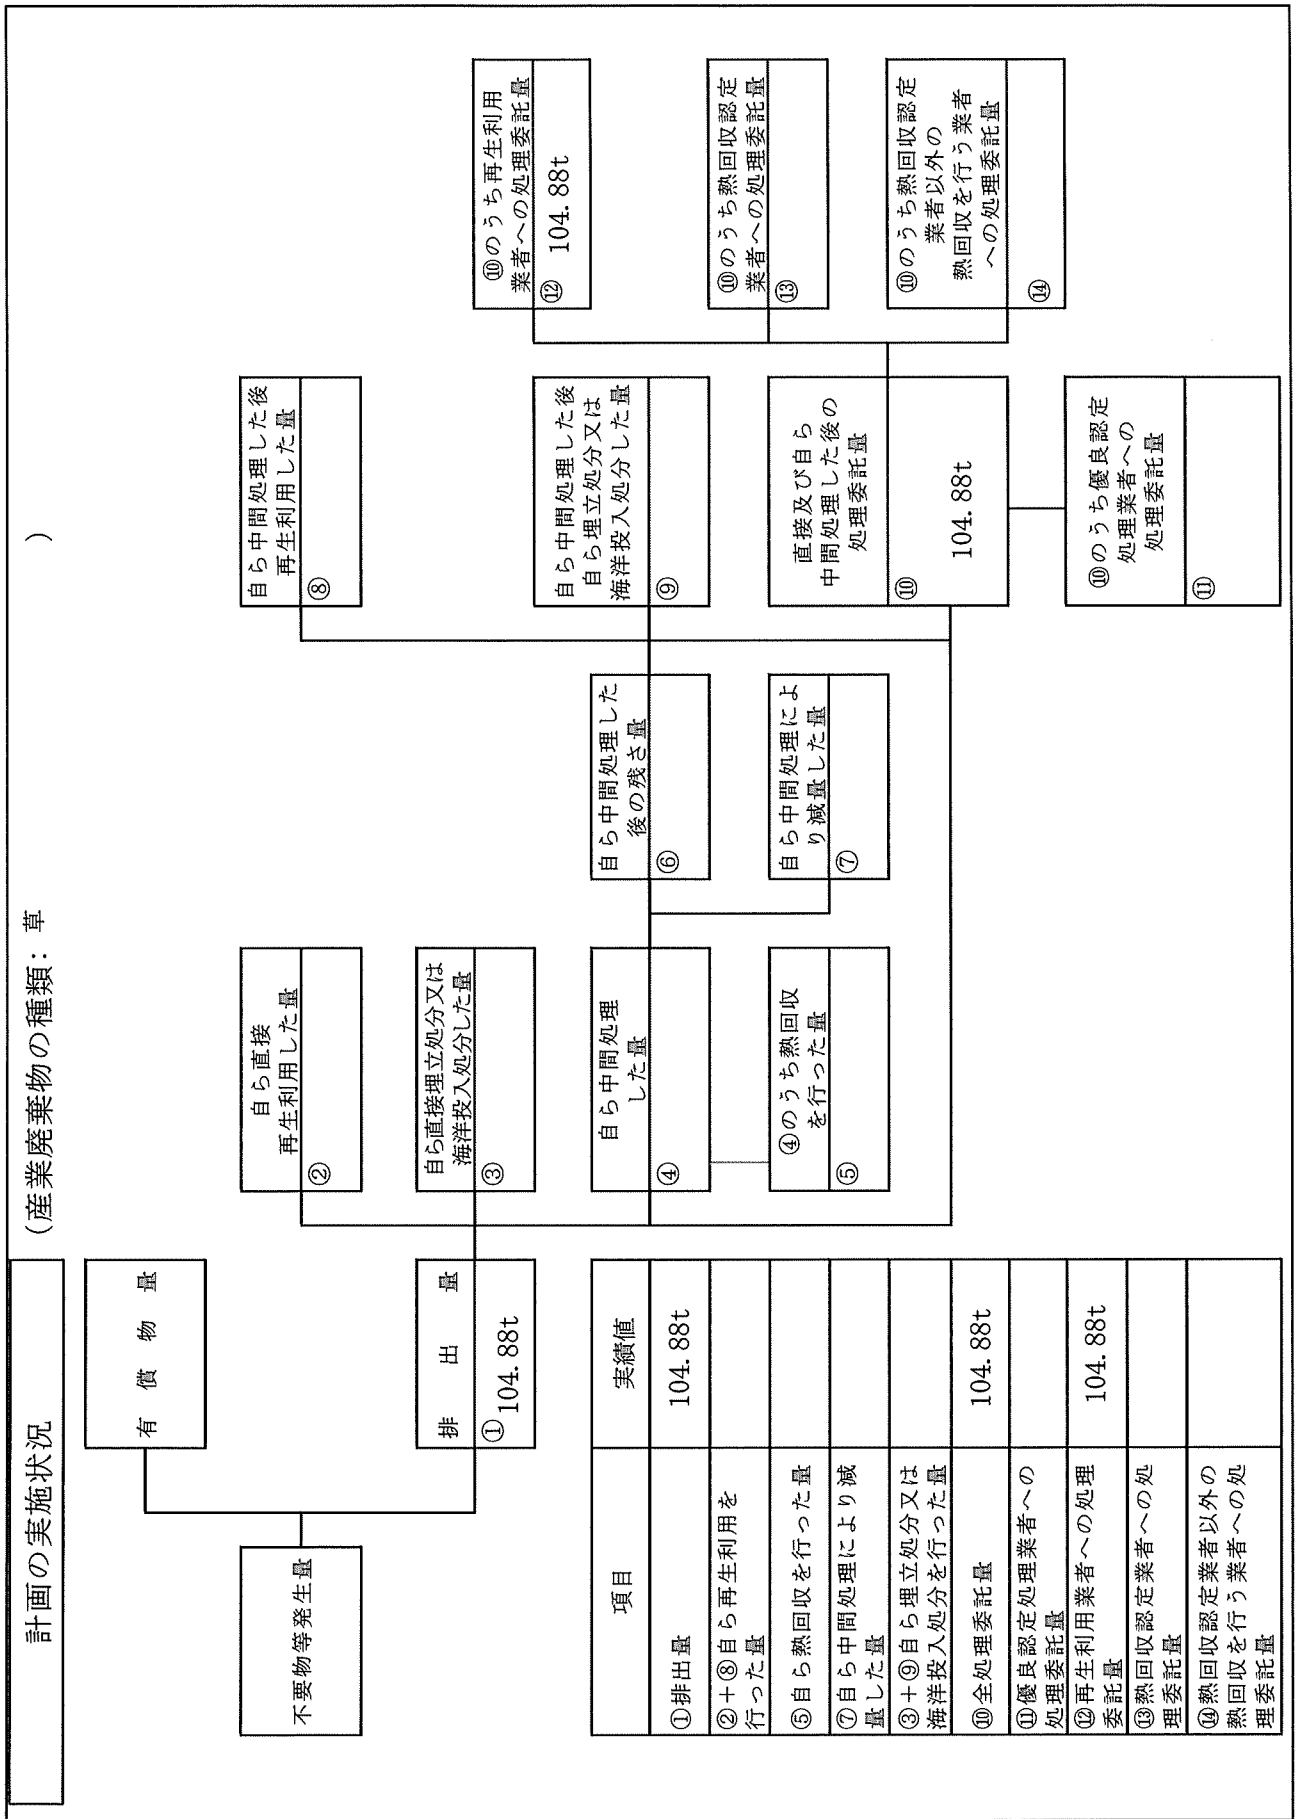 計画の実施状況
(産業廃棄物の種類: 草 )
不要物等発生量
有 償 物 量
排 出 量
① 104.88t
自ら直接
再生利用した量
②
自ら直接埋立処分又は
海洋投入処分した量
③
自ら中間処理
した量
④
④のうち熱回収
を行った量
⑤
自ら中間処理した
後の残さ量
⑥
自ら中間処理によ
り減量した量
⑦
自ら中間処理した後
再生利用した量
⑧
自ら中間処理した後
自ら埋立処分又は
海洋投入処分した量
⑨
直接及び自ら
中間処理した後の
処理委託量
⑩
104.88t
⑩のうち優良認定
処理業者への
処理委託量
⑪
⑩のうち再生利用
業者への処理委託量
⑫ 104.88t
⑩のうち熱回収認定
業者への処理委託量
⑬
⑩のうち熱回収認定
業者以外の
熱回収を行う業者
への処理委託量
⑭
項目 実績値
①排出量 104.88t
②+⑧自ら再生利用を
行った量
⑤自ら熱回収を行った量
⑦自ら中間処理により減
量した量
③+⑨自ら埋立処分又は
海洋投入処分を行った量
⑩全処理委託量 104.88t
⑪優良認定処理業者への
処理委託量
⑫再生利用業者への処理
委託量 104.88t
⑬熱回収認定業者への処
理委託量
⑭熱回収認定業者以外の
熱回収を行う業者への処
理委託量